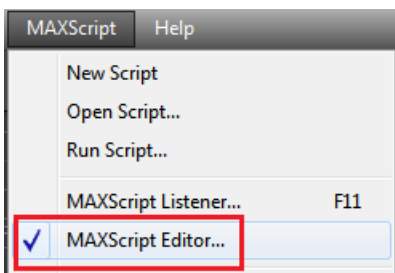 MAXScript Help
New Script
Open Script...
Run Script...
MAXScript Listener... F11
MAXScript Editor...